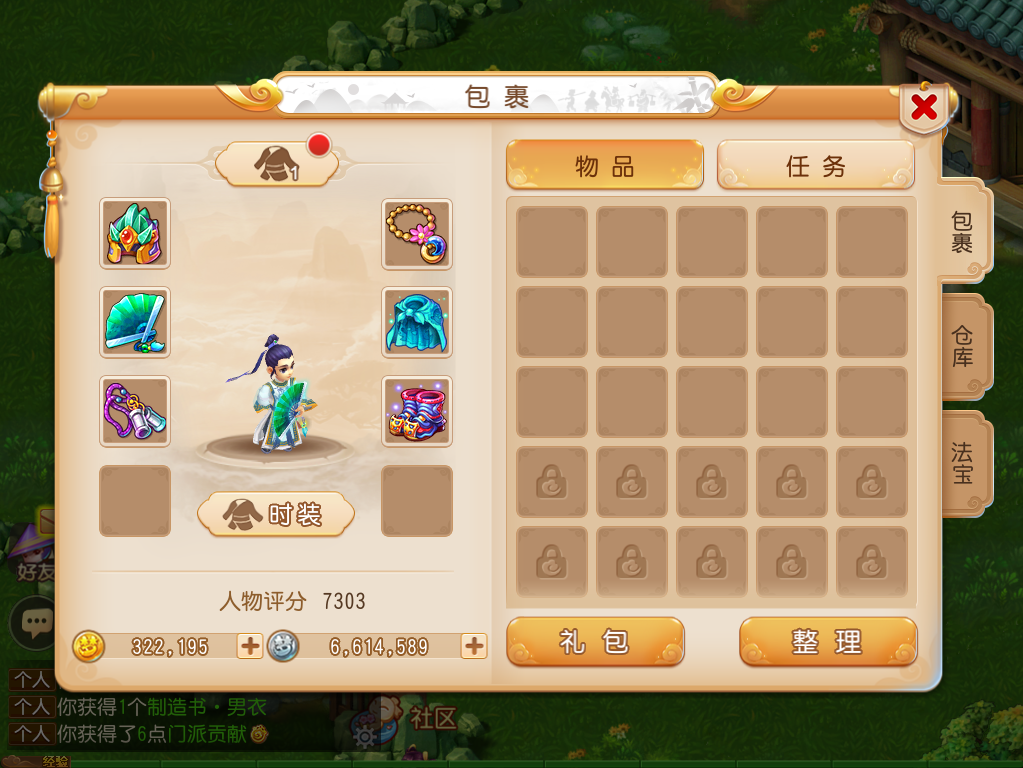 包裹
1
物品
任务
包裹
仓库
法宝
时装
人物评分 7303
322,195
6,614,589
礼包
整理
好友
个人
个人 你获得1个制造书·男衣
个人 你获得了6点门派贡献
社区
经验